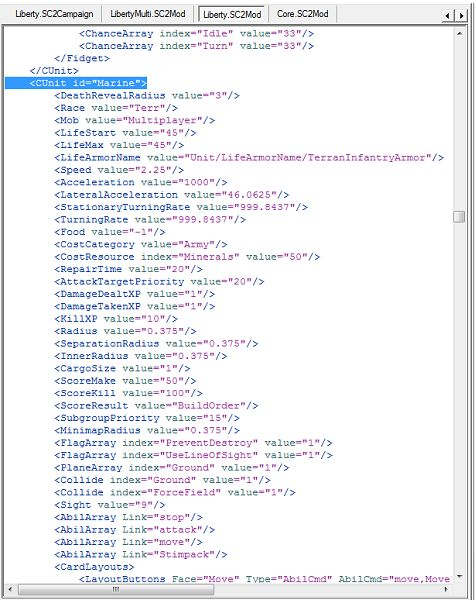 Liberty.SC2Campaign LibertyMulti.SC2Mod Liberty.SC2Mod Core.SC2Mod
<ChanceArray index="Idle" value="33"/>
<ChanceArray index="Turn" value="33"/>
</Fidget>
</CUnit>
<CUnit id="Marine">
<DeathRevealRadius value="3"/>
<Race value="Terr"/>
<Mob value="Multiplayer"/>
<LifeStart value="45"/>
<LifeMax value="45"/>
<LifeArmorName value="Unit/LifeArmorName/TerranInfantryArmor"/>
<Speed value="2.25"/>
<Acceleration value="1000"/>
<LateralAcceleration value="46.0625"/>
<StationaryTurningRate value="999.8437"/>
<TurningRate value="999.8437"/>
<Food value="-1"/>
<CostCategory value="Army"/>
<CostResource index="Minerals" value="50"/>
<RepairTime value="20"/>
<AttackTargetPriority value="20"/>
<DamageDealtXP value="1"/>
<DamageTakenXP value="1"/>
<KillXP value="10"/>
<Radius value="0.375"/>
<SeparationRadius value="0.375"/>
<InnerRadius value="0.375"/>
<CargoSize value="1"/>
<ScoreMake value="50"/>
<ScoreKill value="100"/>
<ScoreResult value="BuildOrder"/>
<SubgroupPriority value="15"/>
<MinimapRadius value="0.375"/>
<FlagArray index="PreventDestroy" value="1"/>
<FlagArray index="UseLineOfSight" value="1"/>
<PlaneArray index="Ground" value="1"/>
<Collide index="Ground" value="1"/>
<Collide index="ForceField" value="1"/>
<Sight value="9"/>
<AbilArray Link="stop"/>
<AbilArray Link="attack"/>
<AbilArray Link="move"/>
<AbilArray Link="Stimpack"/>
<CardLayouts>
<LayoutButtons Face="Move" Type="AbilCmd" AbilCmd="move,Move